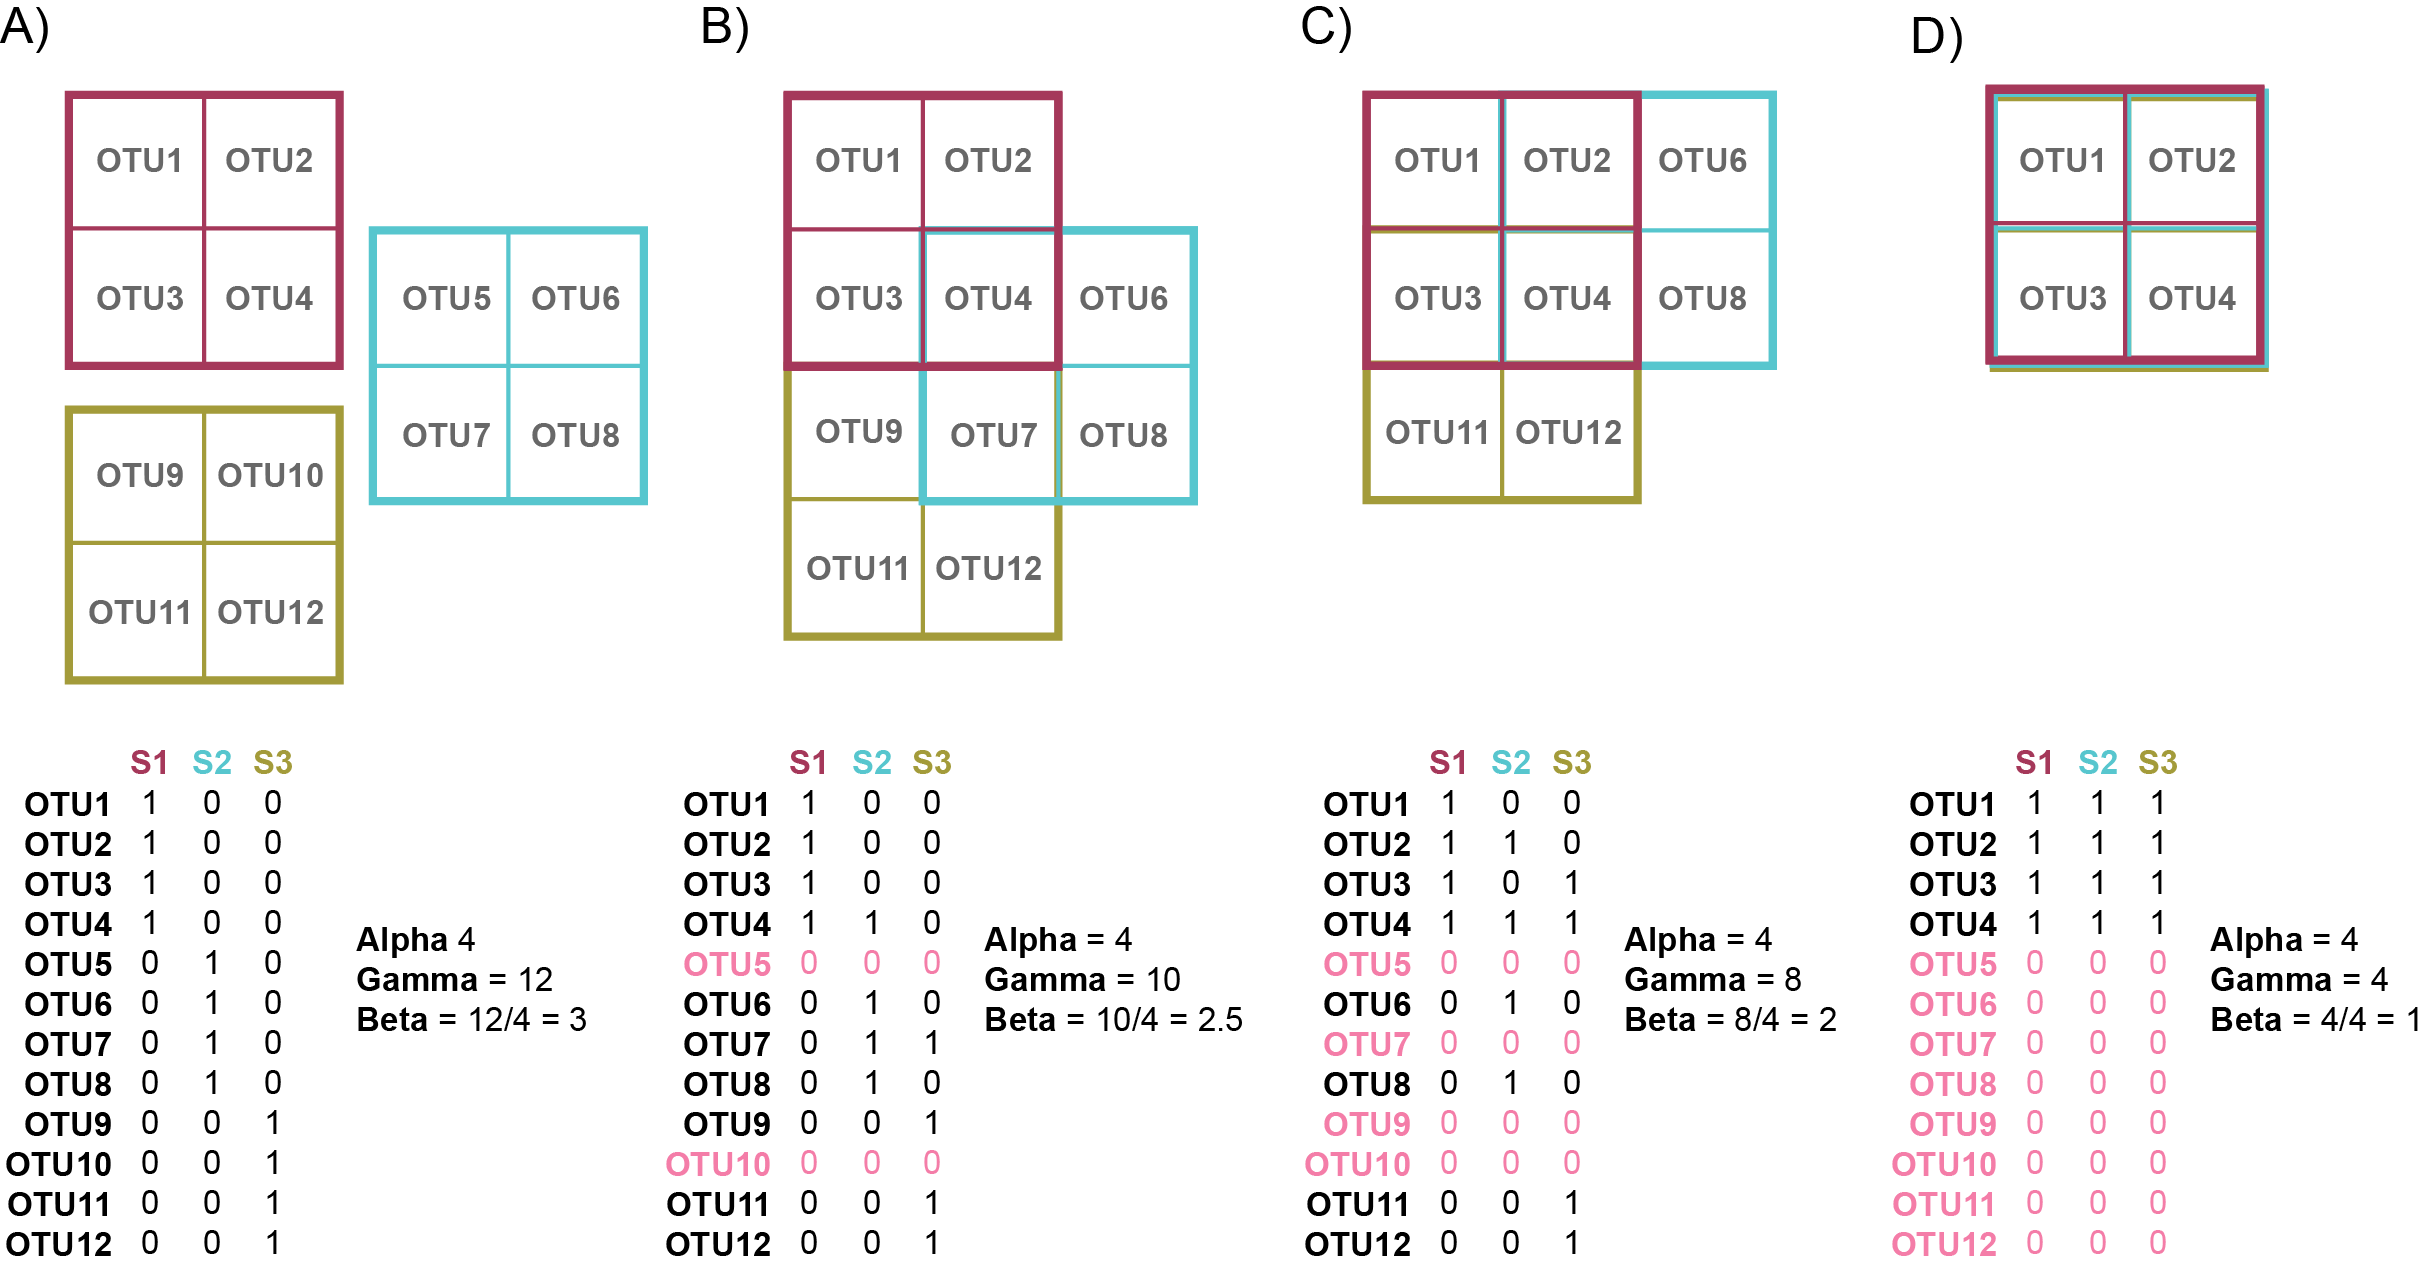 A)
OTU1 OTU2
OTU3 OTU4
OTU5 OTU6
OTU7 OTU8
OTU9 OTU10
OTU11 OTU12
S1 S2 S3
OTU1 1 0 0
OTU2 1 0 0
OTU3 1 0 0
OTU4 1 0 0
OTU5 0 1 0
OTU6 0 1 0
OTU7 0 1 0
OTU8 0 1 0
OTU9 0 0 1
OTU10 0 0 1
OTU11 0 0 1
OTU12 0 0 1
Alpha 4
Gamma = 12
Beta = 12/4 = 3
B)
OTU1 OTU2
OTU3 OTU4 OTU6
OTU9 OTU7 OTU8
OTU11 OTU12
S1 S2 S3
OTU1 1 0 0
OTU2 1 0 0
OTU3 1 0 0
OTU4 1 1 0
OTU5 0 0 0
OTU6 0 1 0
OTU7 0 1 1
OTU8 0 1 0
OTU9 0 0 1
OTU10 0 0 0
OTU11 0 0 1
OTU12 0 0 1
Alpha = 4
Gamma = 10
Beta = 10/4 = 2.5
C)
OTU1 OTU2 OTU6
OTU3 OTU4 OTU8
OTU11 OTU12
S1 S2 S3
OTU1 1 0 0
OTU2 1 1 0
OTU3 1 0 1
OTU4 1 1 1
OTU5 0 0 0
OTU6 0 1 0
OTU7 0 0 0
OTU8 0 1 0
OTU9 0 0 0
OTU10 0 0 0
OTU11 0 0 1
OTU12 0 0 1
Alpha = 4
Gamma = 8
Beta = 8/4 = 2
D)
OTU1 OTU2
OTU3 OTU4
S1 S2 S3
OTU1 1 1 1
OTU2 1 1 1
OTU3 1 1 1
OTU4 1 1 1
OTU5 0 0 0
OTU6 0 0 0
OTU7 0 0 0
OTU8 0 0 0
OTU9 0 0 0
OTU10 0 0 0
OTU11 0 0 0
OTU12 0 0 0
Alpha = 4
Gamma = 4
Beta = 4/4 = 1